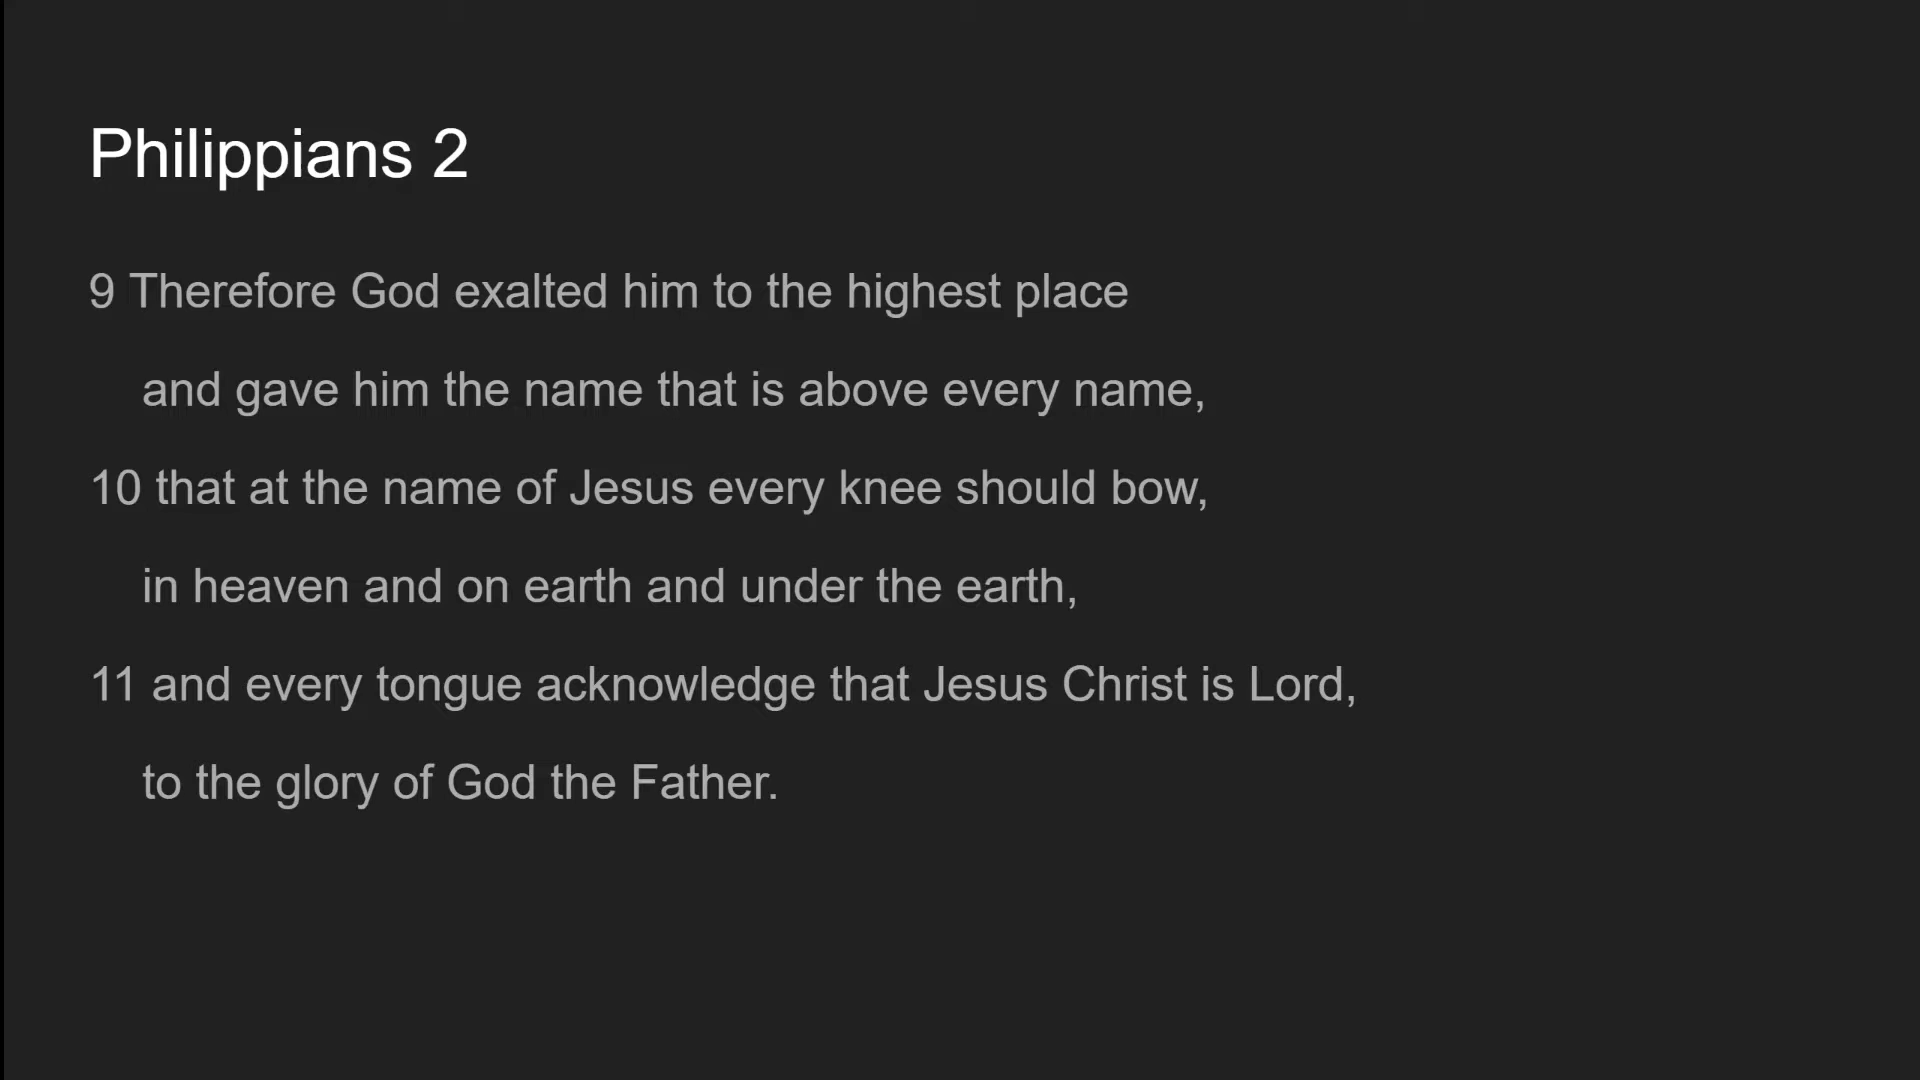 Philippians 2
9 Therefore God exalted him to the highest place
and gave him the name that is above every name,
10 that at the name of Jesus every knee should bow,
in heaven and on earth and under the earth,
11 and every tongue acknowledge that Jesus Christ is Lord,
to the glory of God the Father.